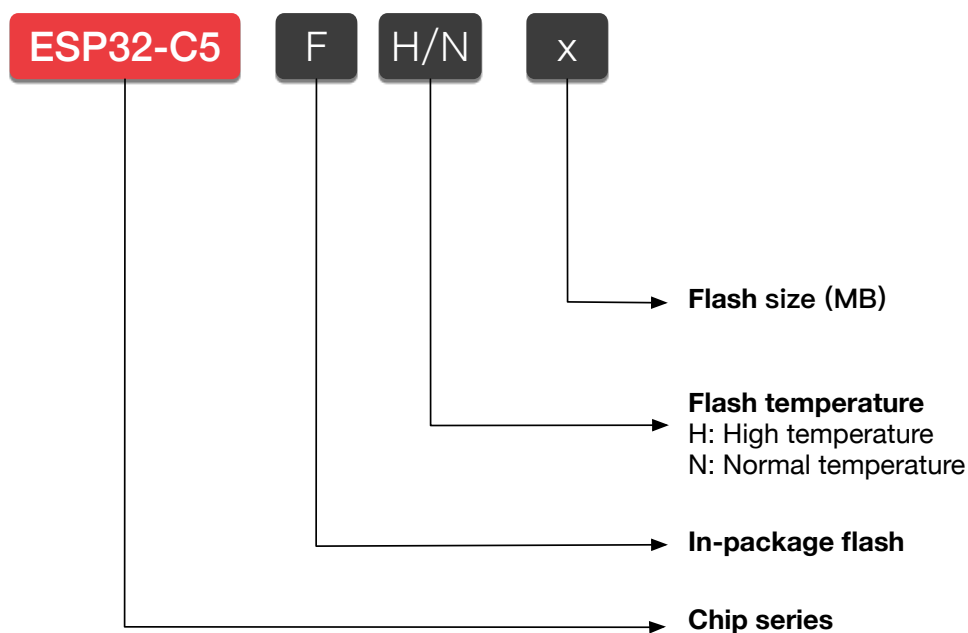 ESP32-C5 F H/N x
Flash size (MB)
Flash temperature
H: High temperature
N: Normal temperature
In-package flash
Chip series